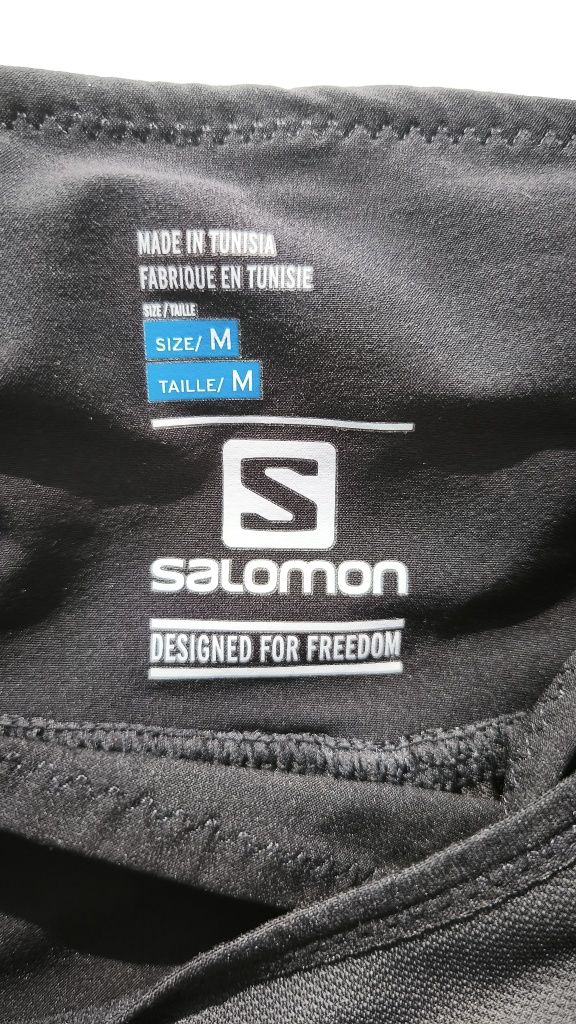 MADE IN TUNISIA
FABRIQUE EN TUNISIE
SIZE/TAILLE
SIZE/ M
TAILLE/ M
S
SALOMON
DESIGNED FOR FREEDOM